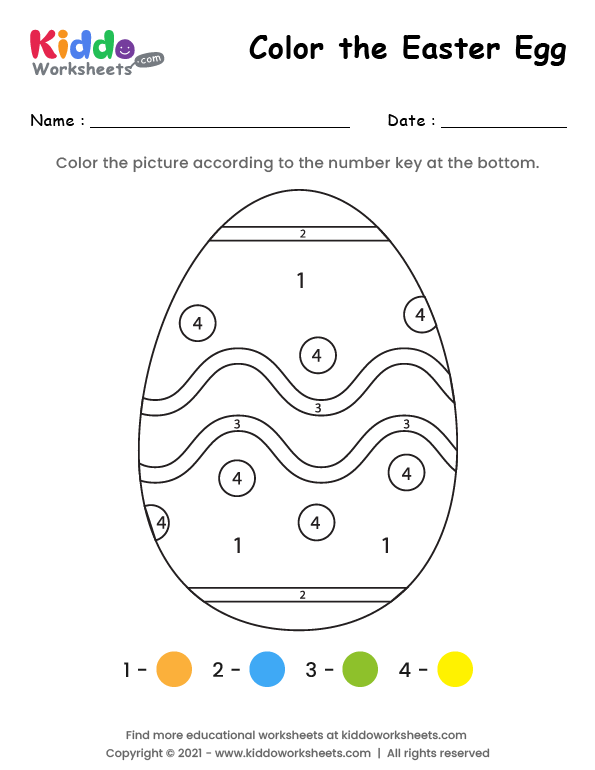 Kiddo
Worksheets .com
Color the Easter Egg
Name :
Date :
Color the picture according to the number key at the bottom.
2
1
4
4
4
3
3
3
4
4
4
4
1
1
2
1 -
2 -
3 -
4 -
Find more educational worksheets at kiddoworksheets.com
Copyright © 2021 - www.kiddoworksheets.com | All rights reserved